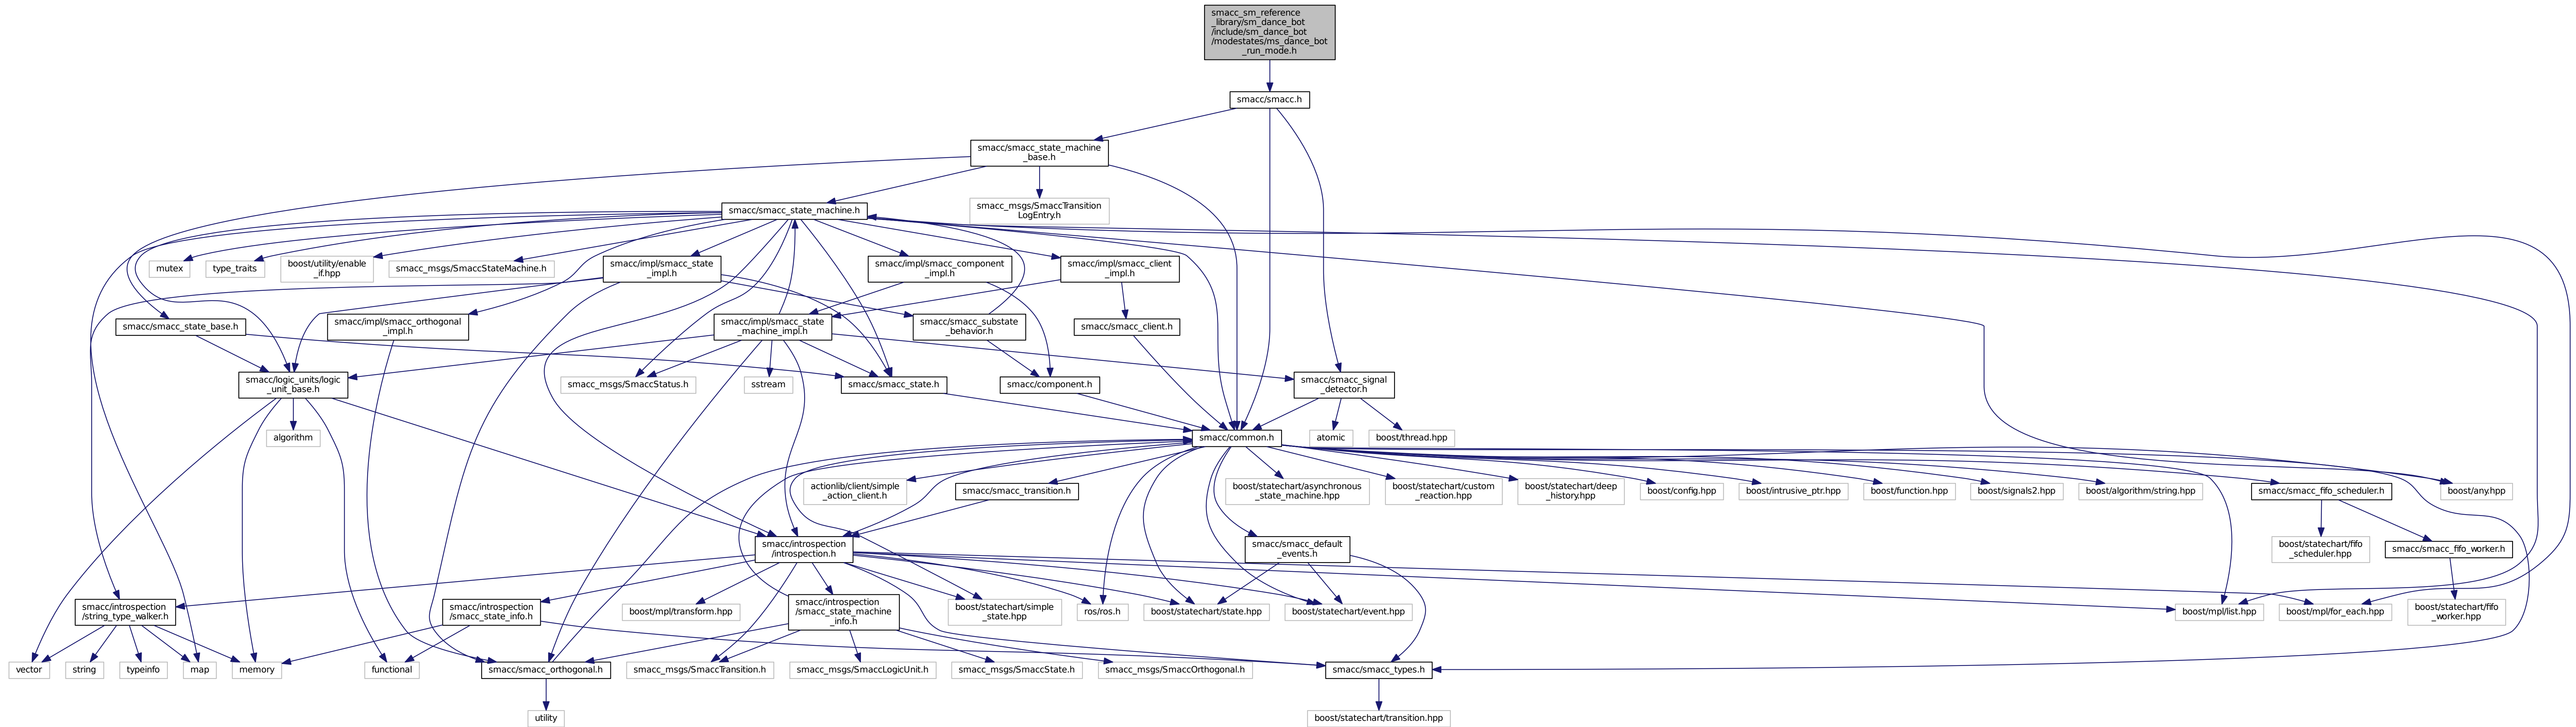 smacc_sm_reference
_library/sm_dance_bot
/include/sm_dance_bot
/modestates/ms_dance_bot
_run_mode.h
smacc/smacc.h
smacc/smacc_state_machine
_base.h
smacc/smacc_state_machine.h
smacc_msgs/SmaccTransition
LogEntry.h
mutex
type_traits
boost/utility/enable
_if.hpp
smacc_msgs/SmaccStateMachine.h
smacc/impl/smacc_state
_impl.h
smacc/impl/smacc_component
_impl.h
smacc/impl/smacc_client
_impl.h
smacc/smacc_state_base.h
smacc/impl/smacc_orthogonal
_impl.h
smacc/impl/smacc_state
_machine_impl.h
smacc/smacc_substate
_behavior.h
smacc/smacc_client.h
smacc/logic_units/logic
_unit_base.h
smacc_msgs/SmaccStatus.h
sstream
smacc/smacc_state.h
smacc/component.h
smacc/smacc_signal
_detector.h
algorithm
smacc/common.h
atomic
boost/thread.hpp
actionlib/client/simple
_action_client.h
smacc/smacc_transition.h
boost/statechart/asynchronous
_state_machine.hpp
boost/statechart/custom
_reaction.hpp
boost/statechart/deep
_history.hpp
boost/config.hpp
boost/intrusive_ptr.hpp
boost/function.hpp
boost/signals2.hpp
boost/algorithm/string.hpp
smacc/smacc_fifo_scheduler.h
boost/any.hpp
smacc/introspection
/introspection.h
smacc/smacc_default
_events.h
boost/statechart/fifo
_scheduler.hpp
smacc/smacc_fifo_worker.h
smacc/introspection
/string_type_walker.h
smacc/introspection
/smacc_state_info.h
boost/mpl/transform.hpp
smacc/introspection
/smacc_state_machine
_info.h
boost/statechart/simple
_state.hpp
ros/ros.h
boost/statechart/state.hpp
boost/statechart/event.hpp
boost/mpl/list.hpp
boost/mpl/for_each.hpp
boost/statechart/fifo
_worker.hpp
vector
string
typeinfo
map
memory
functional
smacc/smacc_orthogonal.h
smacc_msgs/SmaccTransition.h
smacc_msgs/SmaccLogicUnit.h
smacc_msgs/SmaccState.h
smacc_msgs/SmaccOrthogonal.h
smacc/smacc_types.h
utility
boost/statechart/transition.hpp